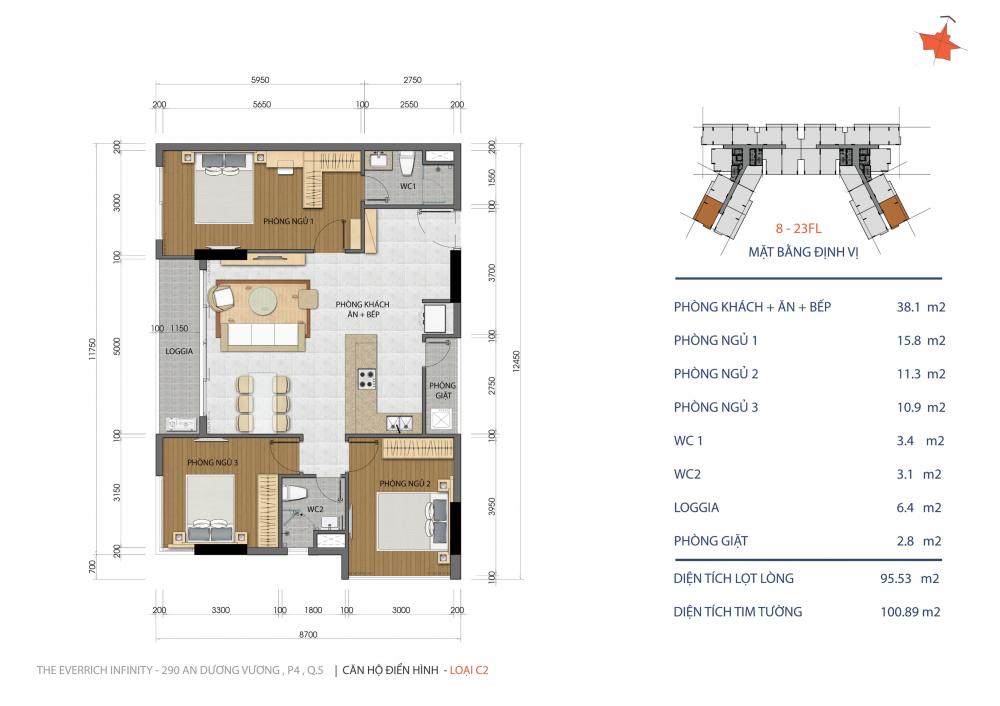 5950 2750
200 5650 100 2550 200
200 3000 100 5000 100 3150 200
11750
700
200 1550 100 3700 100 2750 100 3950 100
12450
PHÒNG NGỦ 1
WC1
PHÒNG KHÁCH
ĂN + BẾP
100 1150
LOGGIA
PHÒNG
GIẶT
PHÒNG NGỦ 3
PHÒNG NGỦ 2
WC2
200 3300 100 1800 100 3000 200
8700
8 - 23FL
MẶT BẰNG ĐỊNH VỊ
PHÒNG KHÁCH + ĂN + BẾP 38.1 m2
PHÒNG NGỦ 1 15.8 m2
PHÒNG NGỦ 2 11.3 m2
PHÒNG NGỦ 3 10.9 m2
WC 1 3.4 m2
WC2 3.1 m2
LOGGIA 6.4 m2
PHÒNG GIẶT 2.8 m2
DIỆN TÍCH LỌT LÒNG 95.53 m2
DIỆN TÍCH TIM TƯỜNG 100.89 m2
THE EVERRICH INFINITY - 290 AN DƯƠNG VƯƠNG , P4 , Q.5 | CĂN HỘ ĐIỂN HÌNH - LOẠI C2